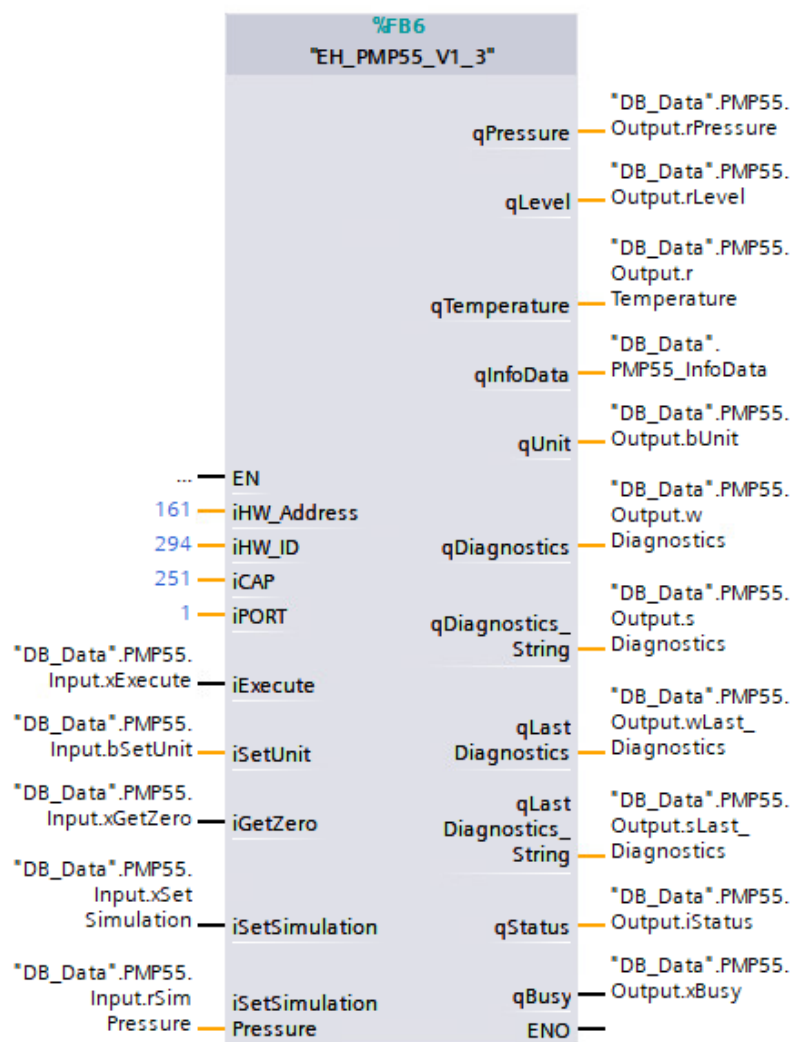 %FB6
"EH_PMP55_V1_3"
qPressure
"DB_Data".PMP55.
Output.rPressure
qLevel
"DB_Data".PMP55.
Output.rLevel
qTemperature
"DB_Data".PMP55.
Output.r
Temperature
qInfoData
"DB_Data".
PMP55_InfoData
qUnit
"DB_Data".PMP55.
Output.bUnit
... EN
161 iHW_Address
294 iHW_ID
qDiagnostics
"DB_Data".PMP55.
Output.w
Diagnostics
251 iCAP
1 iPORT
qDiagnostics_
String
"DB_Data".PMP55.
Output.s
Diagnostics
"DB_Data".PMP55.
Input.xExecute
iExecute
"DB_Data".PMP55.
Input.bSetUnit
iSetUnit
qLast
Diagnostics
"DB_Data".PMP55.
Output.wLast_
Diagnostics
"DB_Data".PMP55.
Input.xGetZero
iGetZero
qLast
Diagnostics_
String
"DB_Data".PMP55.
Output.sLast_
Diagnostics
"DB_Data".PMP55.
Input.xSet
Simulation
iSetSimulation
qStatus
"DB_Data".PMP55.
Output.iStatus
"DB_Data".PMP55.
Input.rSim
Pressure
iSetSimulation
Pressure
qBusy
"DB_Data".PMP55.
Output.xBusy
ENO